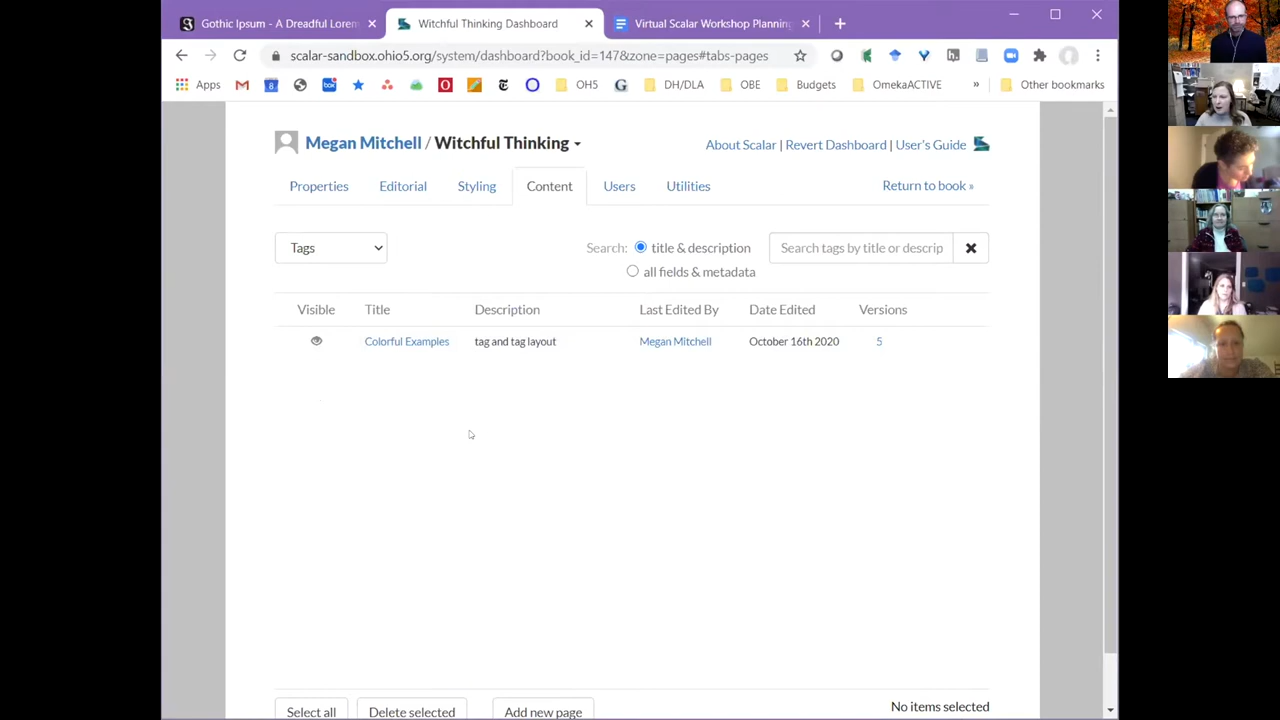 Gothic Ipsum - A Dreadful Lorem
Witchful Thinking Dashboard
Virtual Scalar Workshop Planning
scalar-sandbox.ohio5.org/system/dashboard?book_id=147&zone=pages#tabs-pages
Apps
OH5
DH/DLA
OBE
Budgets
OmekaACTIVE
»
Other bookmarks
Megan Mitchell / Witchful Thinking
About Scalar | Revert Dashboard | User's Guide
Properties
Editorial
Styling
Content
Users
Utilities
Return to book »
Tags
Search:
title & description
Search tags by title or descrip
all fields & metadata
Visible Title Description Last Edited By Date Edited Versions
Colorful Examples tag and tag layout Megan Mitchell October 16th 2020 5
Select all
Delete selected
Add new page
No items selected